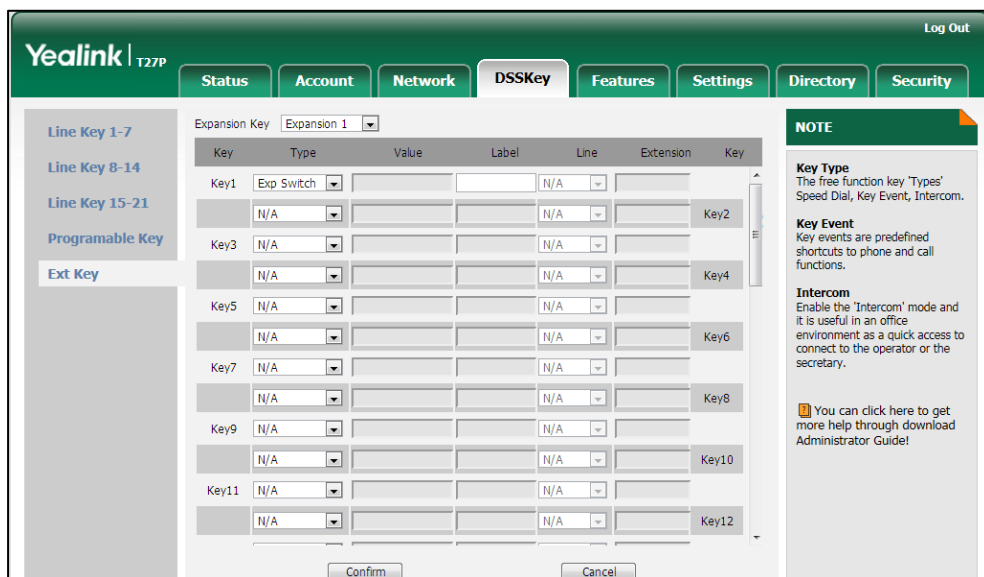 Log Out
Yealink | T27P
Status Account Network DSSKey Features Settings Directory Security
Line Key 1-7
Line Key 8-14
Line Key 15-21
Programable Key
Ext Key
Expansion Key Expansion 1
Key Type Value Label Line Extension Key
Key1 Exp Switch N/A
N/A N/A Key2
Key3 N/A N/A
N/A N/A Key4
Key5 N/A N/A
N/A N/A Key6
Key7 N/A N/A
N/A N/A Key8
Key9 N/A N/A
N/A N/A Key10
Key11 N/A N/A
N/A N/A Key12
Confirm Cancel
NOTE
Key Type
The free function key 'Types'
Speed Dial, Key Event, Intercom.
Key Event
Key events are predefined
shortcuts to phone and call
functions.
Intercom
Enable the 'Intercom' mode and
it is useful in an office
environment as a quick access to
connect to the operator or the
secretary.
? You can click here to get
more help through download
Administrator Guide!